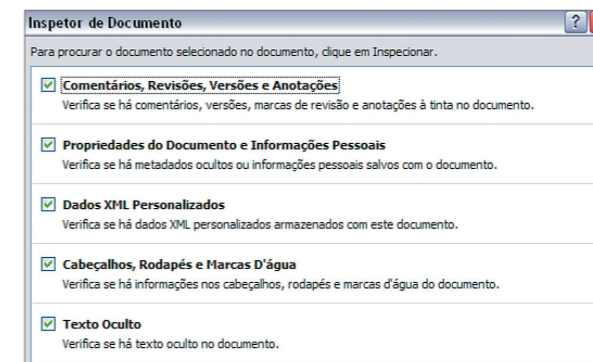 Inspetor de Documento
?
Para procurar o documento selecionado no documento, clique em Inspecionar.
Comentários, Revisões, Versões e Anotações
Verifica se há comentários, versões, marcas de revisão e anotações à tinta no documento.
Propriedades do Documento e Informações Pessoais
Verifica se há metadados ocultos ou informações pessoais salvos com o documento.
Dados XML Personalizados
Verifica se há dados XML personalizados armazenados com este documento.
Cabeçalhos, Rodapés e Marcas D'água
Verifica se há informações nos cabeçalhos, rodapés e marcas d'água do documento.
Texto Oculto
Verifica se há texto oculto no documento.